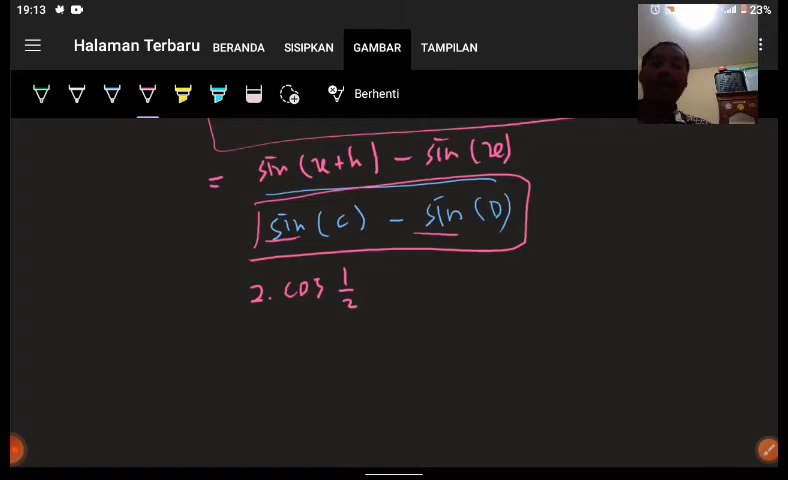 19:13 23%
Halaman Terbaru BERANDA SISIPKAN GAMBAR TAMPILAN
Berhenti
= sin (x+h) - sin (x)
sin (C) - sin (D)
2. cos 1/2